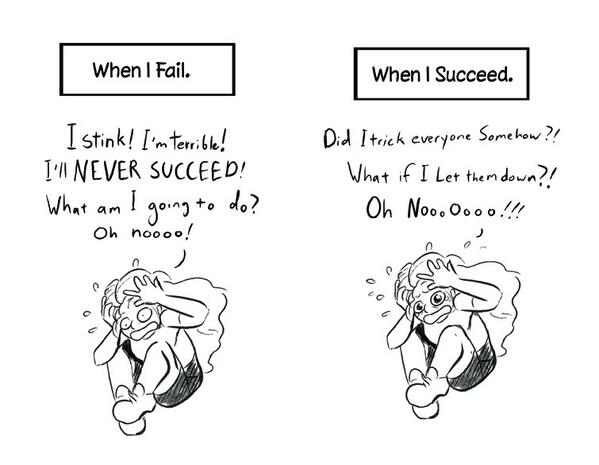 When I Fail.
I stink! I'm terrible!
I'll NEVER SUCCEED!
What am I going to do?
Oh noooo!
When I Succeed.
Did I trick everyone Somehow?!
What if I Let them down?!
Oh NoooOooo!!!